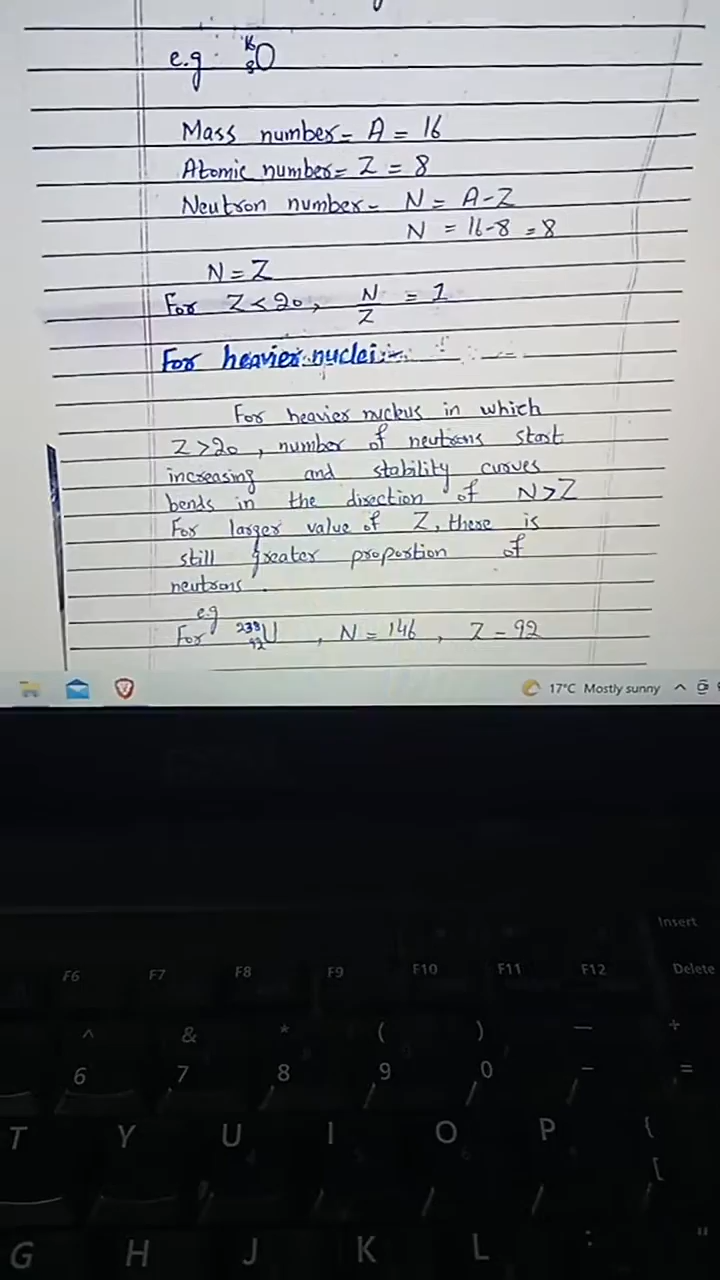 e.g ¹⁶₈O
Mass number = A = 16
Atomic number = Z = 8
Neutron number - N = A-Z
N = 16-8 = 8
N = Z
For Z<20, N/Z = 1
For heavier nuclei:-
For heavier nucleus in which
Z>20, number of neutrons start
increasing and stability curves
bends in the direction of N>Z
For larger value of Z, there is
still greater proportion of
neutrons.
e.g
For ²³⁸₉₂U, N = 146, Z = 92
17°C Mostly sunny
Insert
F6 F7 F8 F9 F10 F11 F12 Delete
^ & * ( ) — +
6 7 8 9 0 - =
T Y U I O P { [
G H J K L : "